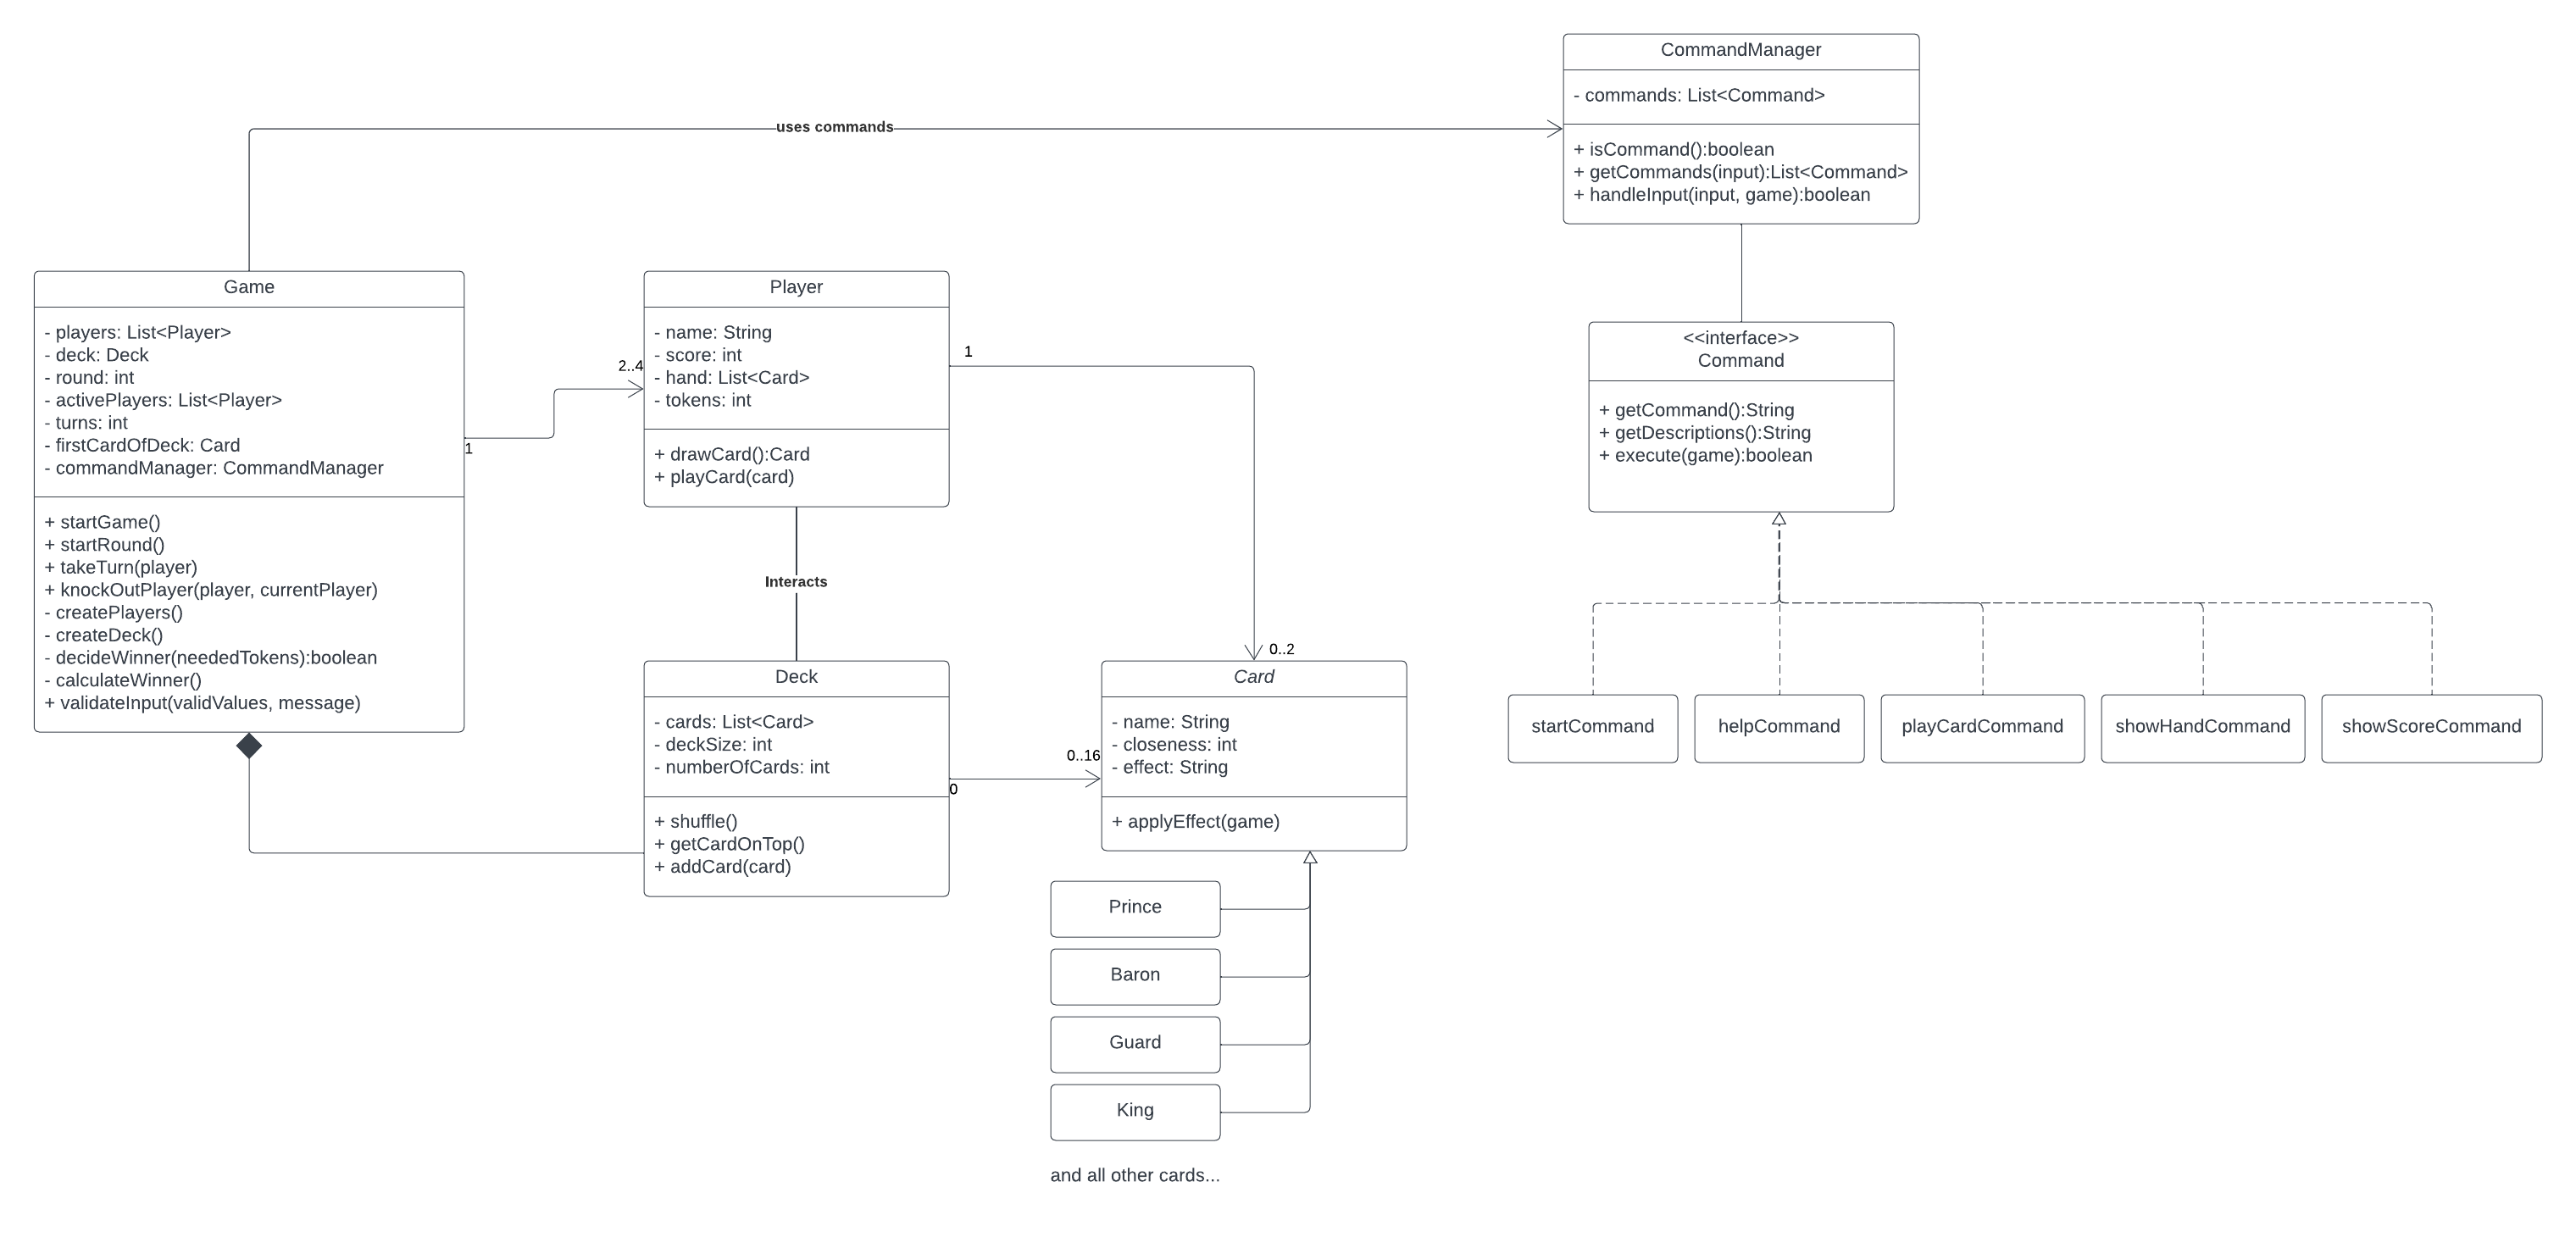 CommandManager
- commands: List<Command>
+ isCommand():boolean
+ getCommands(input):List<Command>
+ handleInput(input, game):boolean
uses commands
Game
- players: List<Player>
- deck: Deck
- round: int
- activePlayers: List<Player>
- turns: int
- firstCardOfDeck: Card
- commandManager: CommandManager
+ startGame()
+ startRound()
+ takeTurn(player)
+ knockOutPlayer(player, currentPlayer)
- createPlayers()
- createDeck()
- decideWinner(neededTokens):boolean
- calculateWinner()
+ validateInput(validValues, message)
1
2..4
Player
- name: String
- score: int
- hand: List<Card>
- tokens: int
+ drawCard():Card
+ playCard(card)
1
0..2
Interacts
<<interface>>
Command
+ getCommand():String
+ getDescriptions():String
+ execute(game):boolean
Deck
- cards: List<Card>
- deckSize: int
- numberOfCards: int
+ shuffle()
+ getCardOnTop()
+ addCard(card)
0
0..16
Card
- name: String
- closeness: int
- effect: String
+ applyEffect(game)
startCommand
helpCommand
playCardCommand
showHandCommand
showScoreCommand
Prince
Baron
Guard
King
and all other cards...